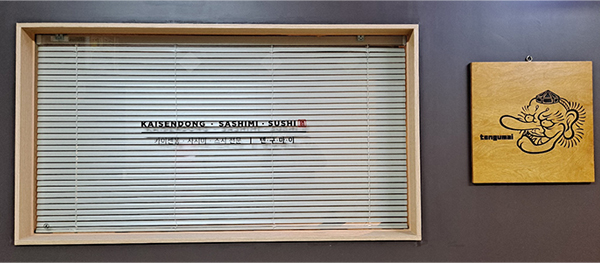 KAISENDONG · SASHIMI · SUSHI
카이센동 · 사시미 · 스시 전문 | 텐·구·마·이
tengumai